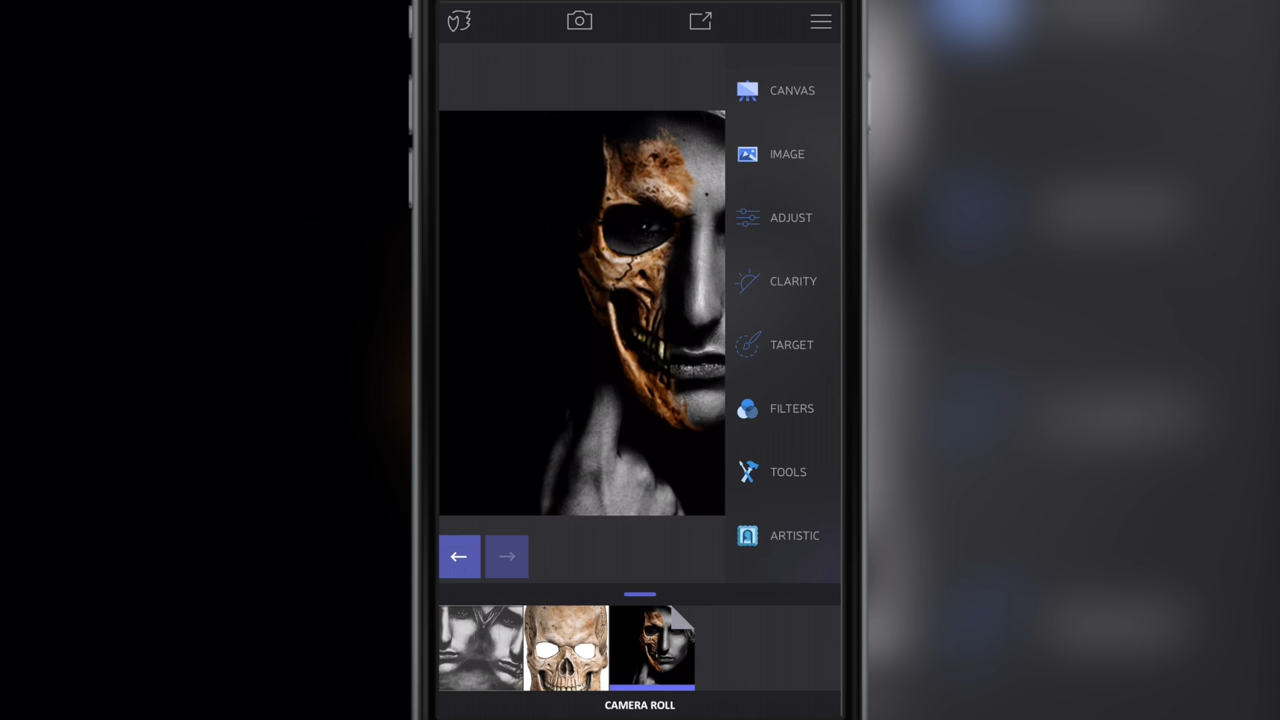 CANVAS
IMAGE
ADJUST
CLARITY
TARGET
FILTERS
TOOLS
ARTISTIC
CAMERA ROLL